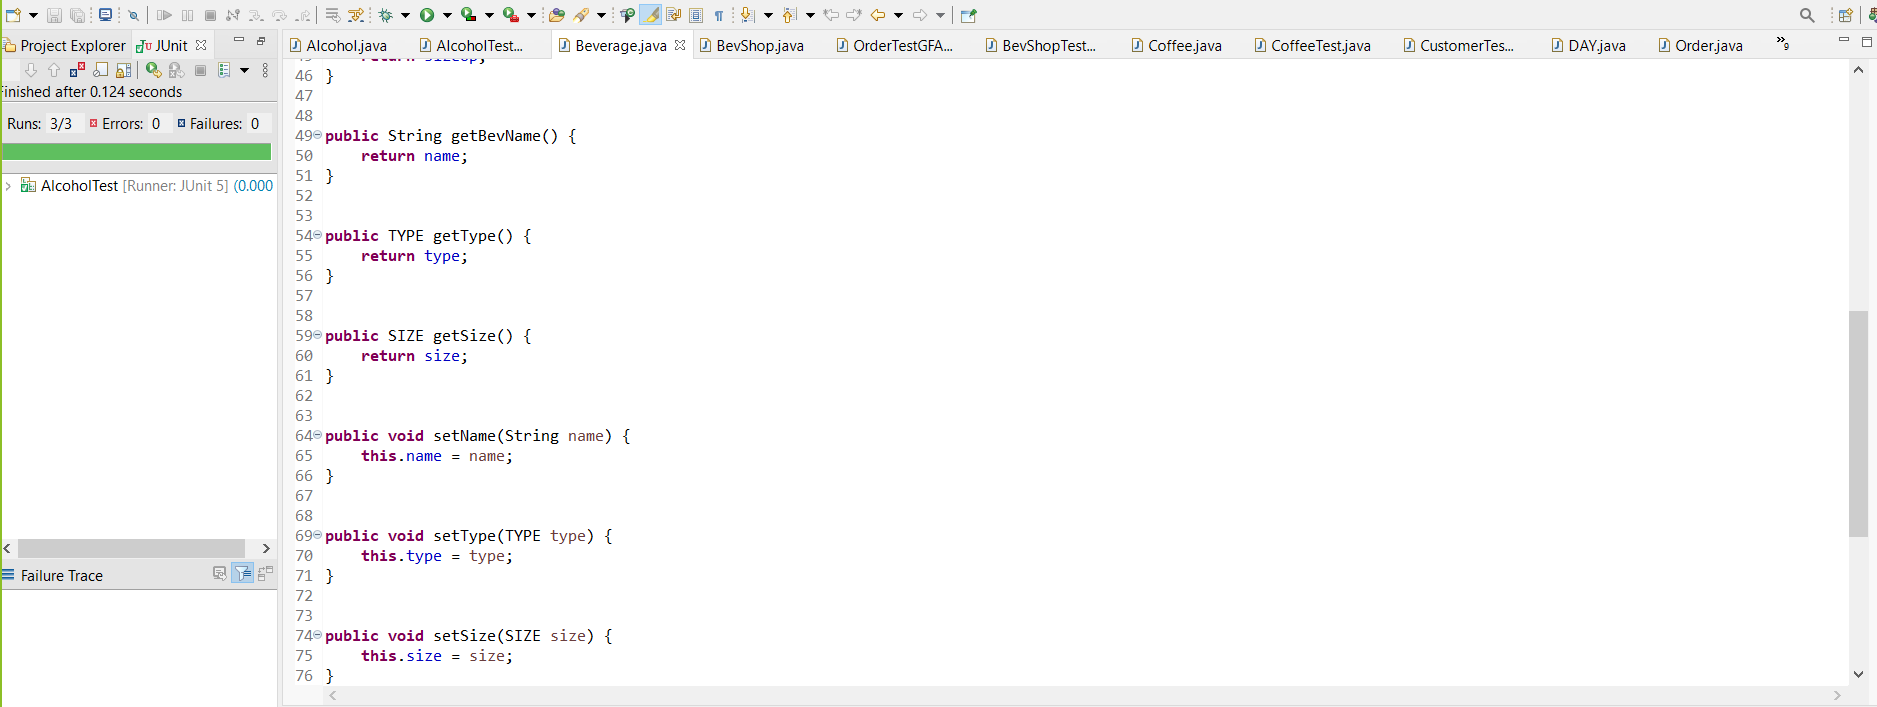 Project Explorer JUnit
Alcohol.java AlcoholTest... Beverage.java BevShop.java OrderTestGFA... BevShopTest... Coffee.java CoffeeTest.java CustomerTes... DAY.java Order.java »9
Finished after 0.124 seconds
Runs: 3/3 Errors: 0 Failures: 0
AlcoholTest [Runner: JUnit 5] (0.000
Failure Trace
46 }
47
48
49 public String getBevName() {
50 return name;
51 }
52
53
54 public TYPE getType() {
55 return type;
56 }
57
58
59 public SIZE getSize() {
60 return size;
61 }
62
63
64 public void setName(String name) {
65 this.name = name;
66 }
67
68
69 public void setType(TYPE type) {
70 this.type = type;
71 }
72
73
74 public void setSize(SIZE size) {
75 this.size = size;
76 }